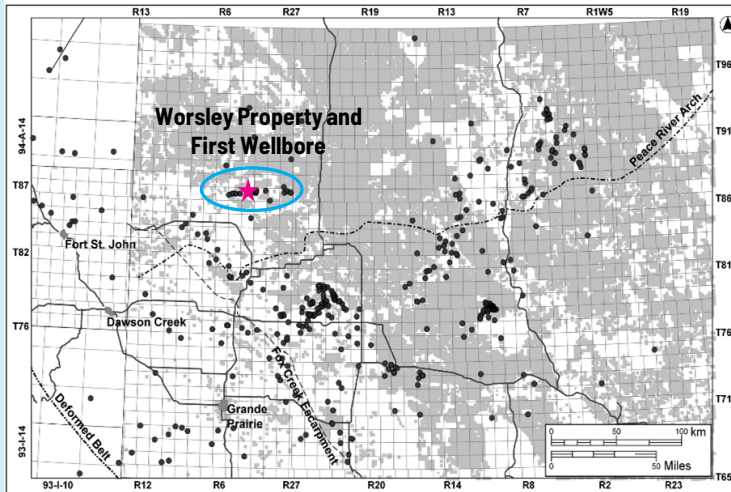 R13 R6 R27 R19 R13 R7 R1W5 R19
T96
94-A-14
T91
Worsley Property and
First Wellbore
Peace River Arch
T87
T86
Fort St. John
T82
T81
Dawson Creek
T76
T76
Fox Creek Escarpment
Deformed Belt
Grande
Prairie
T71
93-I-14
0 50 100 km
0 50 Miles
93-I-10 R12 R6 R27 R20 R14 R8 R2 R23
T65